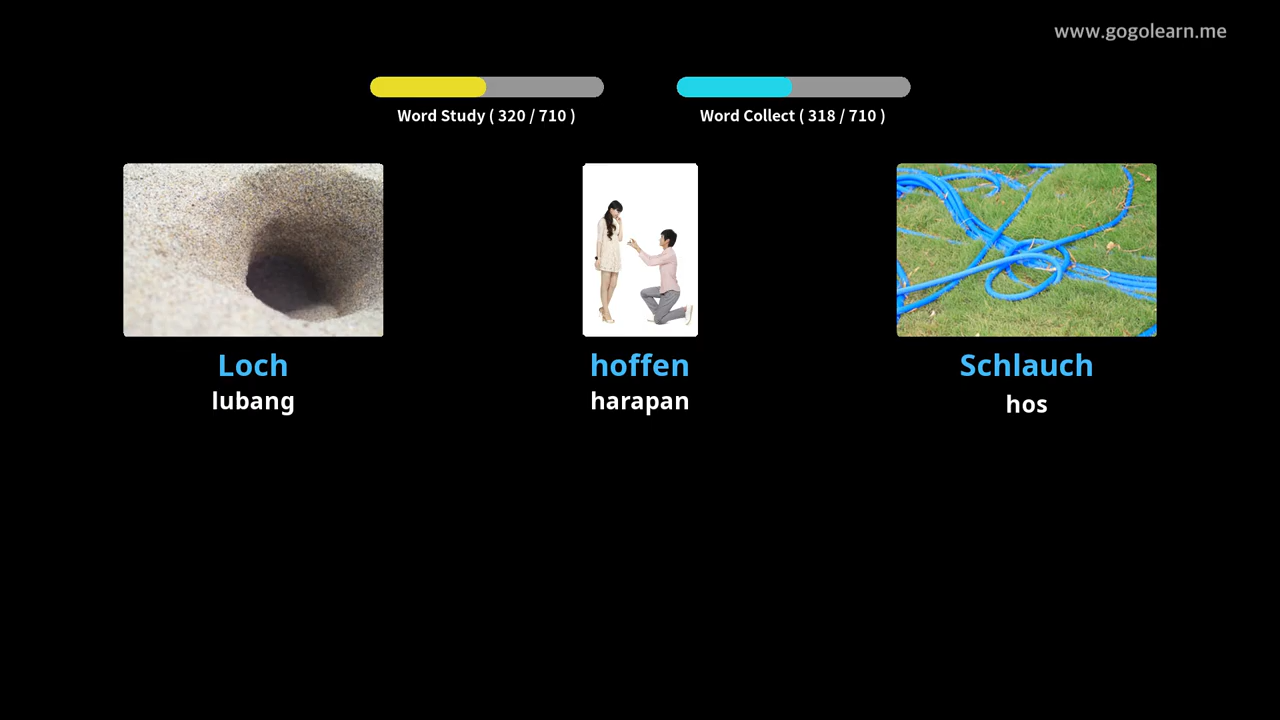 www.gogolearn.me
Word Study ( 320 / 710 )
Word Collect ( 318 / 710 )
Loch
lubang
hoffen
harapan
Schlauch
hos